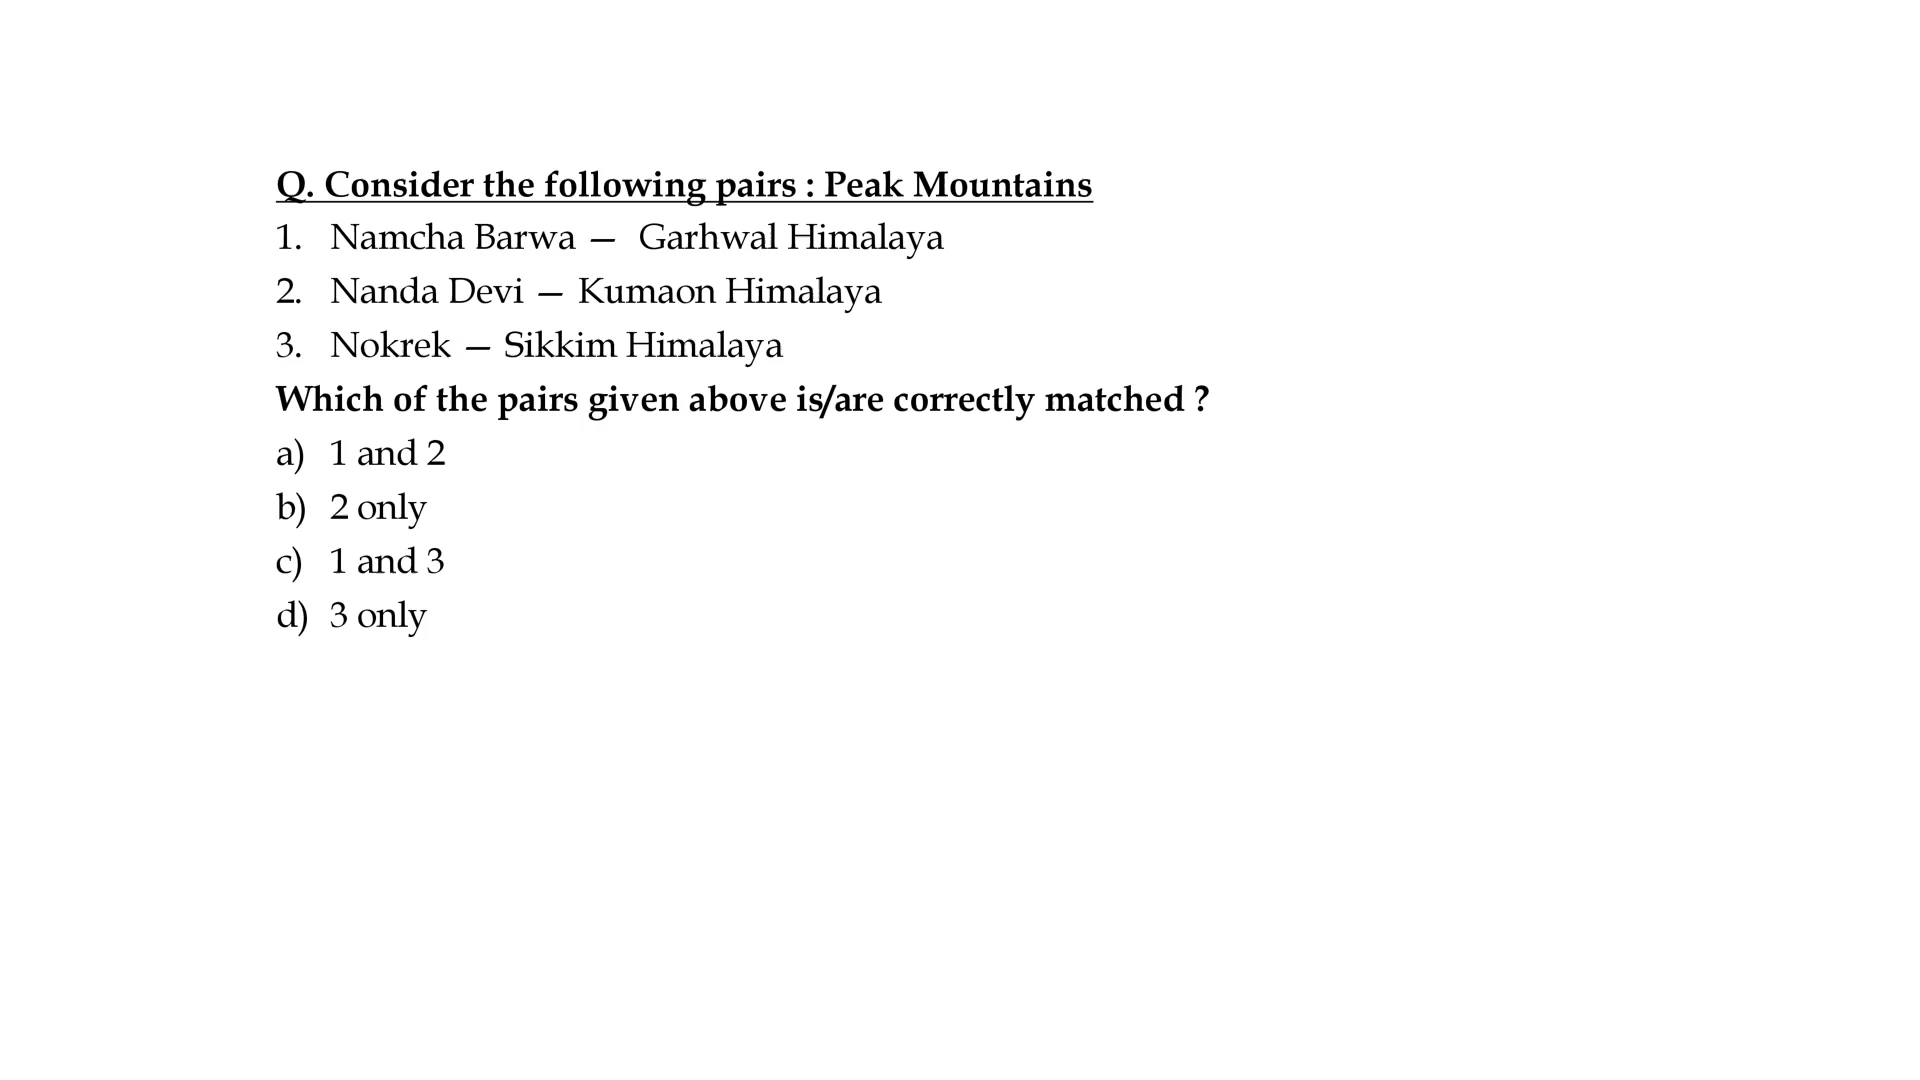 Q. Consider the following pairs : Peak Mountains
1. Namcha Barwa — Garhwal Himalaya
2. Nanda Devi — Kumaon Himalaya
3. Nokrek — Sikkim Himalaya
Which of the pairs given above is/are correctly matched ?
a) 1 and 2
b) 2 only
c) 1 and 3
d) 3 only